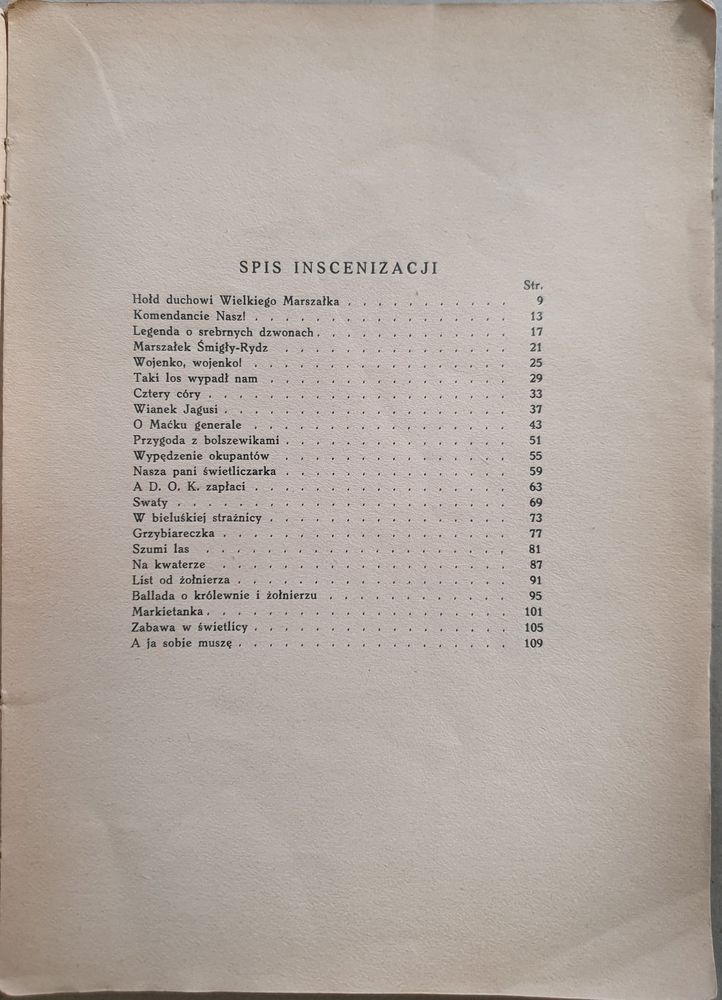 SPIS INSCENIZACJI
Str.
Hołd duchowi Wielkiego Marszałka . . . . . . . . . . . 9
Komendancie Nasz! . . . . . . . . . . . . . . . . . 13
Legenda o srebrnych dzwonach . . . . . . . . . . . . . 17
Marszałek Śmigły-Rydz . . . . . . . . . . . . . . . 21
Wojenko, wojenko! . . . . . . . . . . . . . . . . . 25
Taki los wypadł nam . . . . . . . . . . . . . . . . 29
Cztery córy . . . . . . . . . . . . . . . . . . . . 33
Wianek Jagusi . . . . . . . . . . . . . . . . . . . 37
O Maćku generale . . . . . . . . . . . . . . . . . 43
Przygoda z bolszewikami . . . . . . . . . . . . . . . 51
Wypędzenie okupantów . . . . . . . . . . . . . . . . 55
Nasza pani świetliczarka . . . . . . . . . . . . . . . 59
A D. O. K. zapłaci . . . . . . . . . . . . . . . . . 63
Swaty . . . . . . . . . . . . . . . . . . . . . . 69
W bieluśkiej strażnicy . . . . . . . . . . . . . . . . 73
Grzybiareczka . . . . . . . . . . . . . . . . . . . 77
Szumi las . . . . . . . . . . . . . . . . . . . . 81
Na kwaterze . . . . . . . . . . . . . . . . . . . 87
List od żołnierza . . . . . . . . . . . . . . . . . . 91
Ballada o królewnie i żołnierzu . . . . . . . . . . . . 95
Markietanka . . . . . . . . . . . . . . . . . . . . 101
Zabawa w świetlicy . . . . . . . . . . . . . . . . . 105
A ja sobie muszę . . . . . . . . . . . . . . . . . . 109